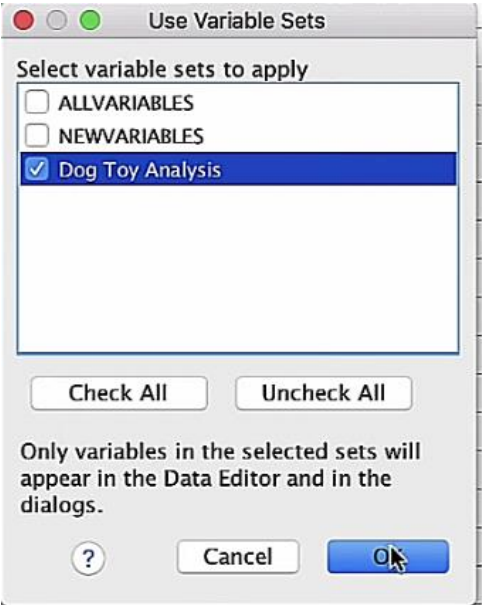 Use Variable Sets
Select variable sets to apply
ALLVARIABLES
NEWVARIABLES
Dog Toy Analysis
Check All
Uncheck All
Only variables in the selected sets will
appear in the Data Editor and in the
dialogs.
?
Cancel
OK